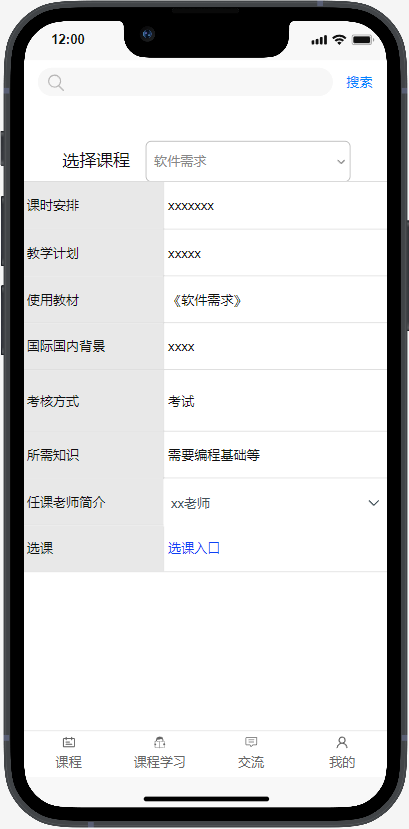 12:00
搜索
选择课程 软件需求
课时安排 xxxxxxx
教学计划 xxxxx
使用教材 《软件需求》
国际国内背景 xxxx
考核方式 考试
所需知识 需要编程基础等
任课老师简介 xx老师
选课 选课入口
课程 课程学习 交流 我的